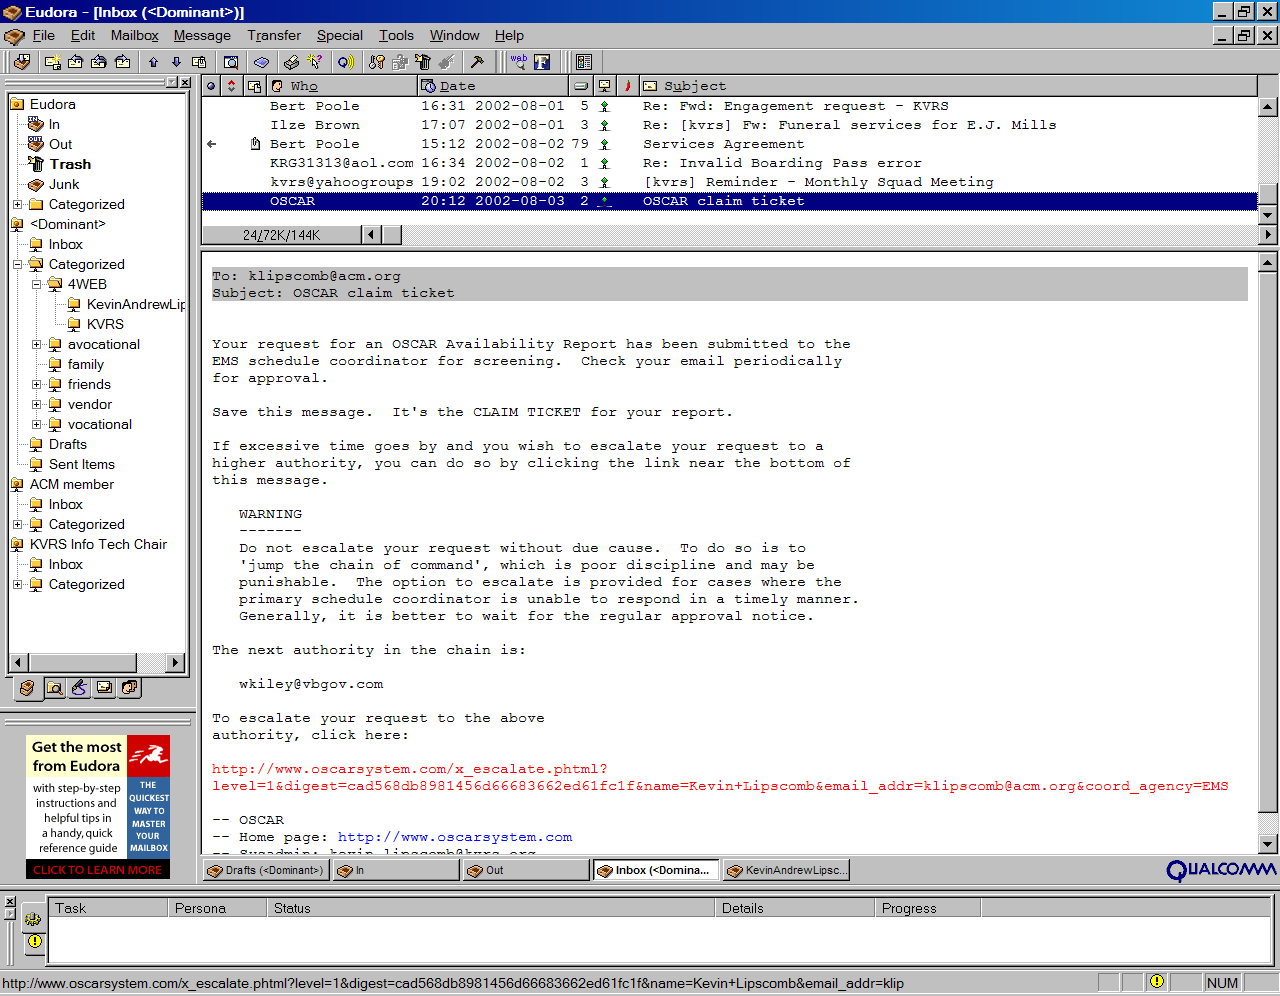 Eudora - [Inbox (<Dominant>)]
File Edit Mailbox Message Transfer Special Tools Window Help
Eudora
In
Out
Trash
Junk
Categorized
<Dominant>
Inbox
Categorized
4WEB
KevinAndrewLip
KVRS
avocational
family
friends
vendor
vocational
Drafts
Sent Items
ACM member
Inbox
Categorized
KVRS Info Tech Chair
Inbox
Categorized
Get the most
from Eudora
with step-by-step
instructions and
helpful tips in
a handy, quick
reference guide
THE
QUICKEST
WAY TO
MASTER
YOUR
MAILBOX
CLICK TO LEARN MORE
Who Date Subject
Bert Poole 16:31 2002-08-01 5 Re: Fwd: Engagement request - KVRS
Ilze Brown 17:07 2002-08-01 3 Re: [kvrs] Fw: Funeral services for E.J. Mills
Bert Poole 15:12 2002-08-02 79 Services Agreement
KRG31313@aol.com 16:34 2002-08-02 1 Re: Invalid Boarding Pass error
kvrs@yahoogroups 19:02 2002-08-02 3 [kvrs] Reminder - Monthly Squad Meeting
OSCAR 20:12 2002-08-03 2 OSCAR claim ticket
24/72K/144K
To: klipscomb@acm.org
Subject: OSCAR claim ticket
Your request for an OSCAR Availability Report has been submitted to the
EMS schedule coordinator for screening.  Check your email periodically
for approval.
Save this message.  It's the CLAIM TICKET for your report.
If excessive time goes by and you wish to escalate your request to a
higher authority, you can do so by clicking the link near the bottom of
this message.
WARNING
-------
Do not escalate your request without due cause.  To do so is to
'jump the chain of command', which is poor discipline and may be
punishable.  The option to escalate is provided for cases where the
primary schedule coordinator is unable to respond in a timely manner.
Generally, it is better to wait for the regular approval notice.
The next authority in the chain is:
wkiley@vbgov.com
To escalate your request to the above
authority, click here:
http://www.oscarsystem.com/x_escalate.phtml?
level=1&digest=cad568db8981456d66683662ed61fc1f&name=Kevin+Lipscomb&email_addr=klipscomb@acm.org&coord_agency=EMS
-- OSCAR
-- Home page: http://www.oscarsystem.com
-- Sysadmin: kevin.lipscomb@kvrs.org
Drafts (<Dominant>) In Out Inbox (<Domina... KevinAndrewLipsc...
QUALCOMM
Task Persona Status Details Progress
http://www.oscarsystem.com/x_escalate.phtml?level=1&digest=cad568db8981456d66683662ed61fc1f&name=Kevin+Lipscomb&email_addr=klip
NUM